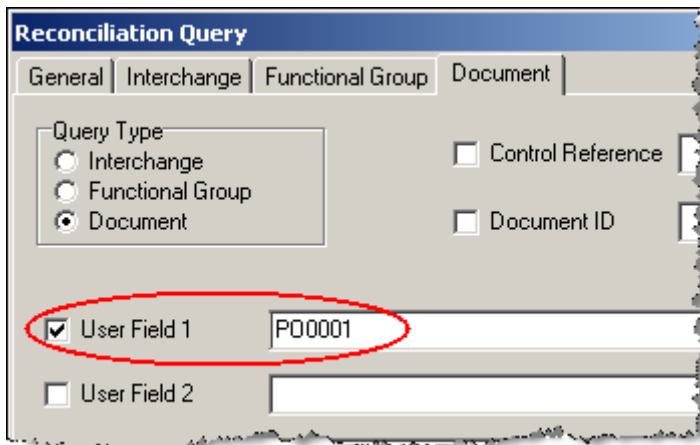 Reconciliation Query
General Interchange Functional Group Document
Query Type
Interchange
Functional Group
Document
Control Reference
Document ID
User Field 1 PO0001
User Field 2